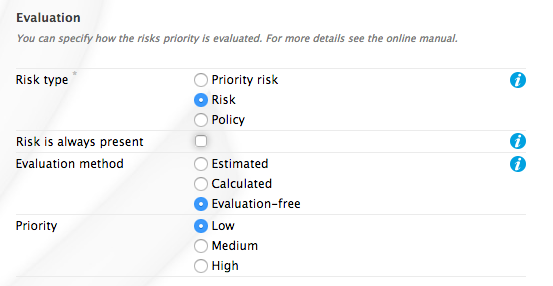 Evaluation
You can specify how the risks priority is evaluated. For more details see the online manual.
Risk type * Priority risk
Risk
Policy
Risk is always present
Evaluation method Estimated
Calculated
Evaluation-free
Priority Low
Medium
High